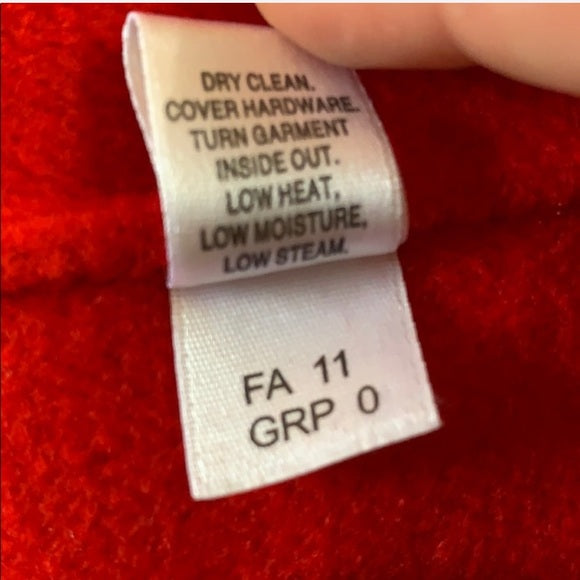 DRY CLEAN.
COVER HARDWARE.
TURN GARMENT
INSIDE OUT.
LOW HEAT,
LOW MOISTURE,
LOW STEAM.
FA 11
GRP 0